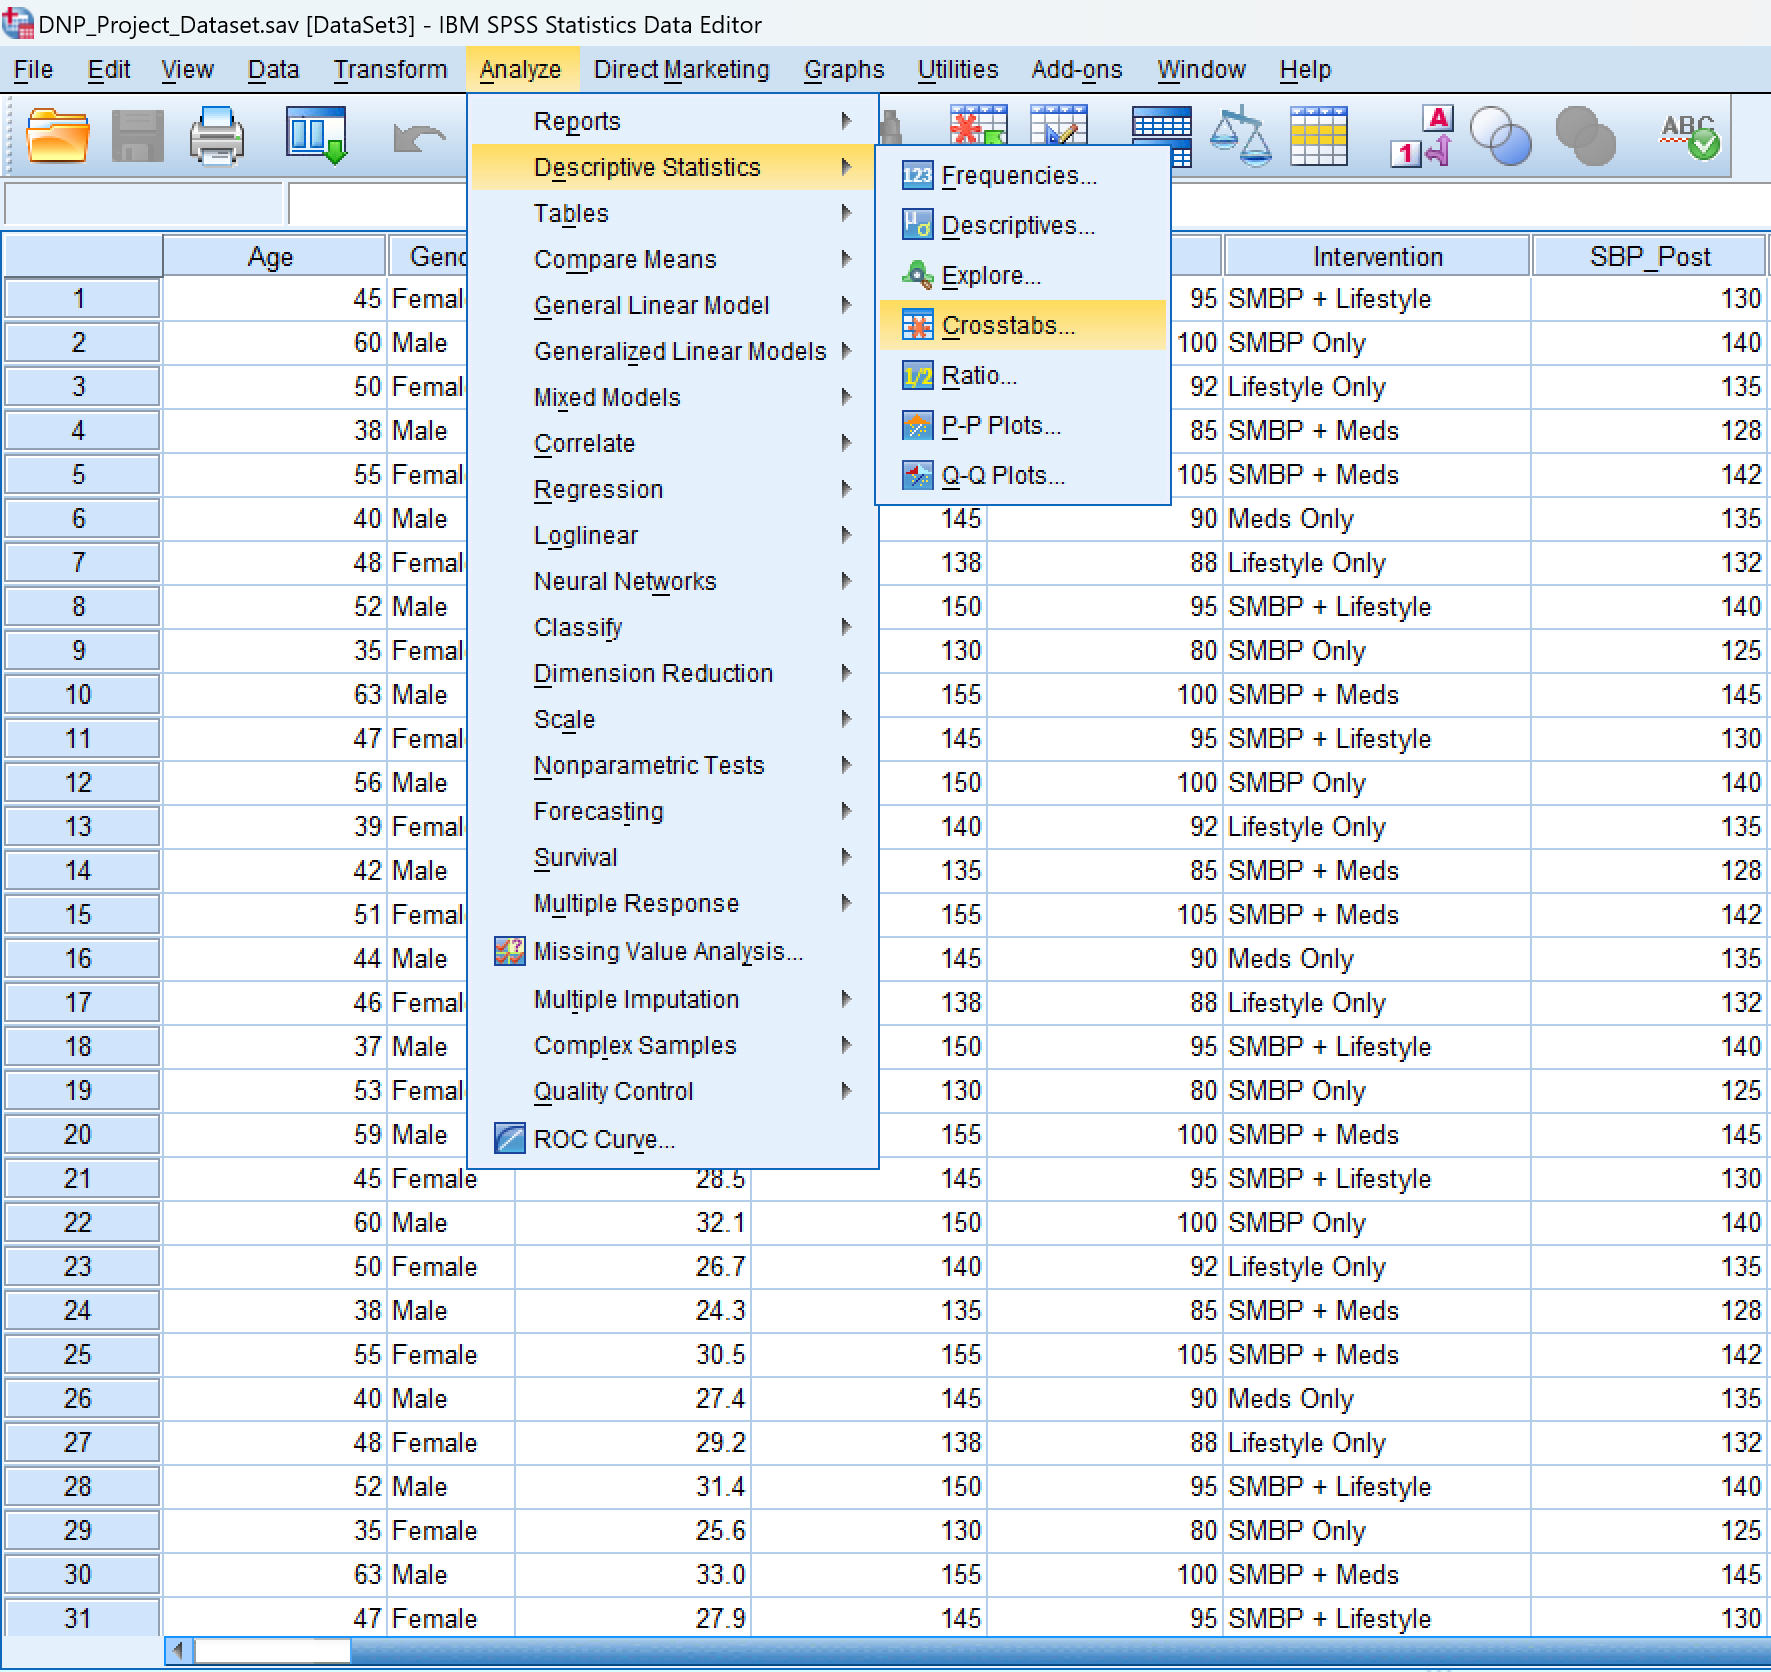 DNP_Project_Dataset.sav [DataSet3] - IBM SPSS Statistics Data Editor
File Edit View Data Transform Analyze Direct Marketing Graphs Utilities Add-ons Window Help
A
1
ABC
Reports
Descriptive Statistics
Tables
Compare Means
General Linear Model
Generalized Linear Models
Mixed Models
Correlate
Regression
Loglinear
Neural Networks
Classify
Dimension Reduction
Scale
Nonparametric Tests
Forecasting
Survival
Multiple Response
Missing Value Analysis...
Multiple Imputation
Complex Samples
Quality Control
ROC Curve...
123 Frequencies...
Descriptives...
Explore...
Crosstabs...
1/2 Ratio...
P-P Plots...
Q-Q Plots...
Age Gend Intervention SBP_Post
1 45 Femal 95 SMBP + Lifestyle 130
2 60 Male 100 SMBP Only 140
3 50 Femal 92 Lifestyle Only 135
4 38 Male 85 SMBP + Meds 128
5 55 Femal 105 SMBP + Meds 142
6 40 Male 145 90 Meds Only 135
7 48 Femal 138 88 Lifestyle Only 132
8 52 Male 150 95 SMBP + Lifestyle 140
9 35 Femal 130 80 SMBP Only 125
10 63 Male 155 100 SMBP + Meds 145
11 47 Femal 145 95 SMBP + Lifestyle 130
12 56 Male 150 100 SMBP Only 140
13 39 Femal 140 92 Lifestyle Only 135
14 42 Male 135 85 SMBP + Meds 128
15 51 Femal 155 105 SMBP + Meds 142
16 44 Male 145 90 Meds Only 135
17 46 Femal 138 88 Lifestyle Only 132
18 37 Male 150 95 SMBP + Lifestyle 140
19 53 Femal 130 80 SMBP Only 125
20 59 Male 155 100 SMBP + Meds 145
21 45 Female 28.5 145 95 SMBP + Lifestyle 130
22 60 Male 32.1 150 100 SMBP Only 140
23 50 Female 26.7 140 92 Lifestyle Only 135
24 38 Male 24.3 135 85 SMBP + Meds 128
25 55 Female 30.5 155 105 SMBP + Meds 142
26 40 Male 27.4 145 90 Meds Only 135
27 48 Female 29.2 138 88 Lifestyle Only 132
28 52 Male 31.4 150 95 SMBP + Lifestyle 140
29 35 Female 25.6 130 80 SMBP Only 125
30 63 Male 33.0 155 100 SMBP + Meds 145
31 47 Female 27.9 145 95 SMBP + Lifestyle 130